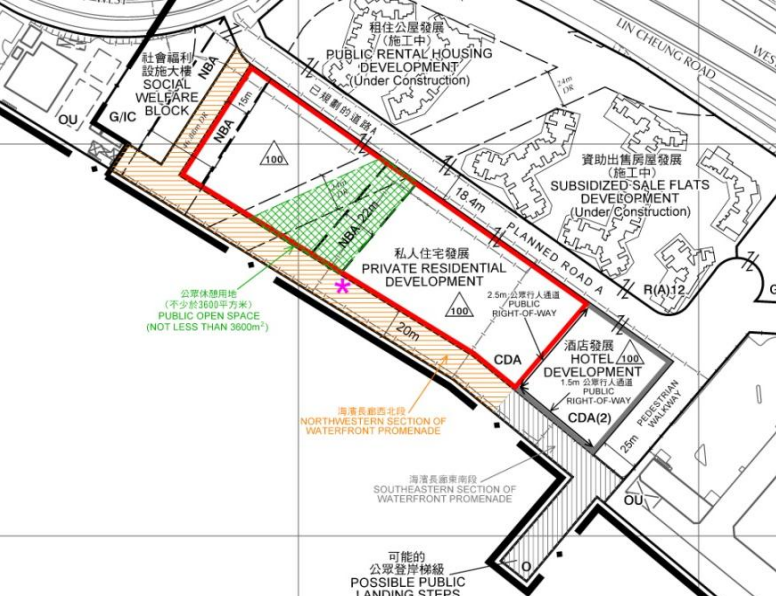 租住公屋發展
(施工中)
PUBLIC RENTAL HOUSING
DEVELOPMENT
(Under Construction)
LIN CHEUNG ROAD
社會福利
設施大樓
SOCIAL
WELFARE
BLOCK
NBA
OU
G/IC
24m
DR
已規劃的道路A
15m
NBA
100
資助出售房屋發展
(施工中)
SUBSIDIZED SALE FLATS
DEVELOPMENT
(Under Construction)
18.4m
PLANNED ROAD A
R(A)12
NBA 22m
私人住宅發展
PRIVATE RESIDENTIAL
DEVELOPMENT
100
公眾休憩用地
(不少於3600平方米)
PUBLIC OPEN SPACE
(NOT LESS THAN 3600m²)
*
2.5m 公眾行人通道
PUBLIC
RIGHT-OF-WAY
20m
CDA
酒店發展
HOTEL
DEVELOPMENT
100
1.5m 公眾行人通道
PUBLIC
RIGHT-OF-WAY
CDA(2)
PEDESTRIAN
WALKWAY
25m
海濱長廊西北段
NORTHWESTERN SECTION OF
WATERFRONT PROMENADE
海濱長廊東南段
SOUTHEASTERN SECTION OF
WATERFRONT PROMENADE
OU
O
可能的
公眾登岸梯級
POSSIBLE PUBLIC
LANDING STEPS